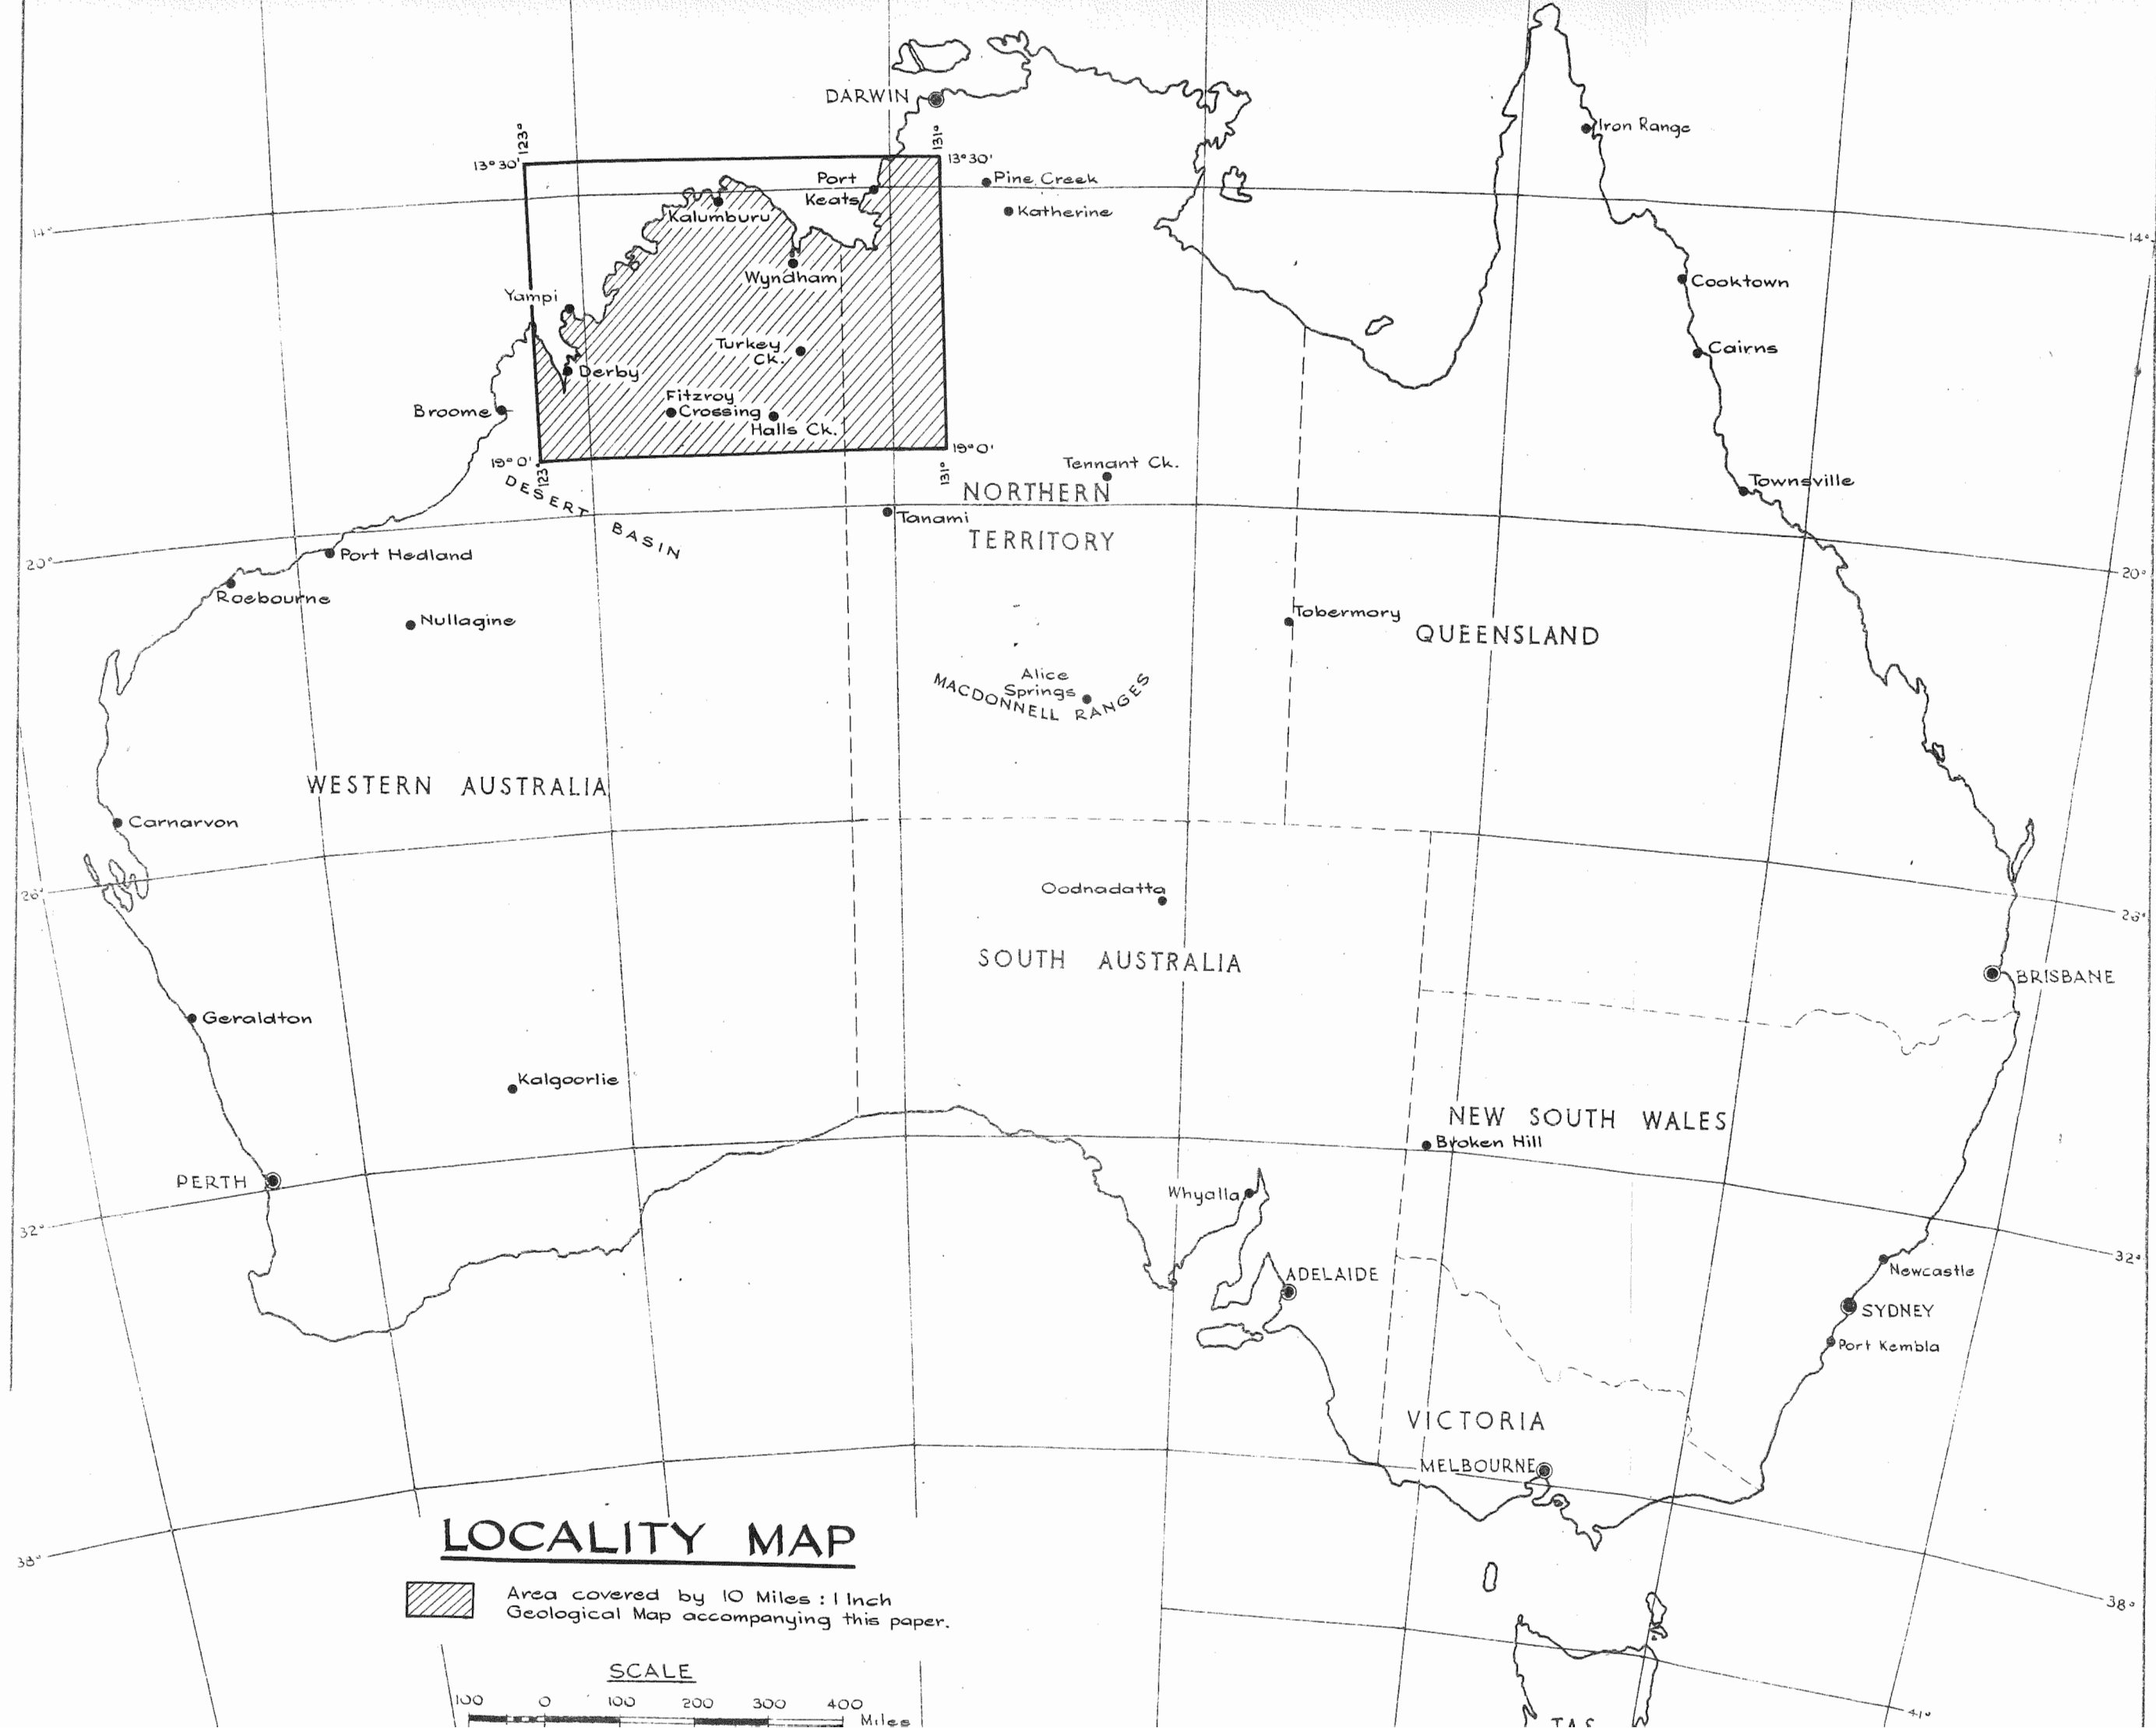 DARWIN
Iron Range
123°
131°
13°30'
13°30'
Port
Keats
Pine Creek
Kalumburu
Katherine
14°
14°
Wyndham
Yampi
Cooktown
Turkey
Ck.
Cairns
Derby
Fitzroy
Crossing
Broome
Halls Ck.
19°0'
19°0'
123°
131°
Tennant Ck.
DESERT BASIN
NORTHERN
TERRITORY
Townsville
Tanami
Port Hedland
20°
20°
Roebourne
Nullagine
Tobermory
QUEENSLAND
Alice
Springs
MACDONNELL RANGES
WESTERN AUSTRALIA
Carnarvon
26°
Oodnadatta
26°
SOUTH AUSTRALIA
BRISBANE
Geraldton
Kalgoorlie
NEW SOUTH WALES
Broken Hill
PERTH
Whyalla
32°
32°
Newcastle
ADELAIDE
SYDNEY
Port Kembla
VICTORIA
MELBOURNE
LOCALITY MAP
38°
Area covered by 10 Miles : 1 Inch
Geological Map accompanying this paper.
38°
SCALE
100 0 100 200 300 400
Miles
41°
TAS